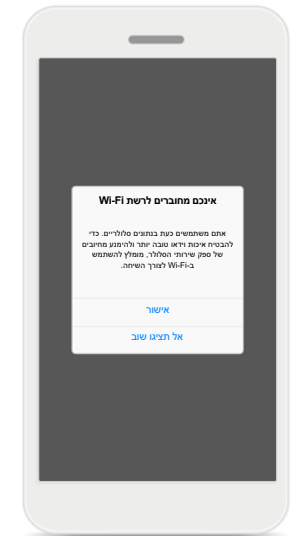 אינכם מחוברים לרשת Wi-Fi
אתם משתמשים כעת בנתונים סלולריים. כדי
להבטיח איכות וידאו טובה יותר ולהימנע מחיובים
של ספק שירותי הסלולר, מומלץ להשתמש
ב-Wi-Fi לצורך השיחה.
אישור
אל תציגו שוב